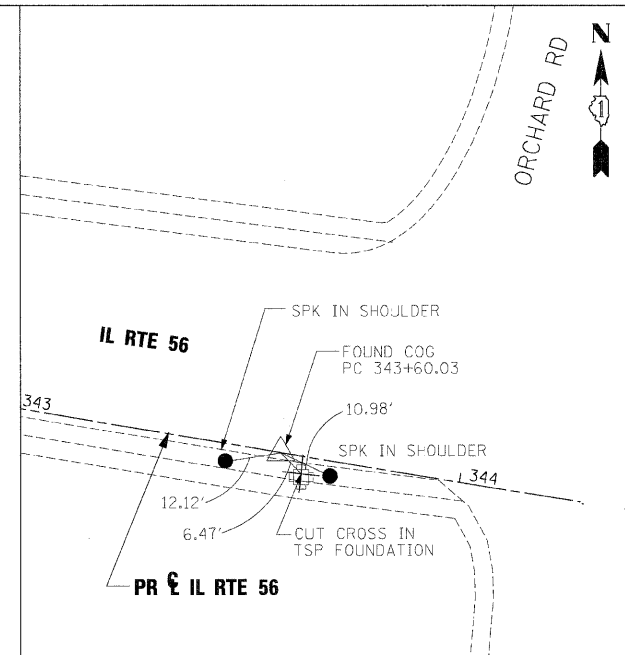 N
1
ORCHARD RD
SPK IN SHOULDER
IL RTE 56
FOUND COG
PC 343+60.03
343
10.98'
SPK IN SHOULDER
344
12.12'
6.47'
CUT CROSS IN
TSP FOUNDATION
PR ℄ IL RTE 56